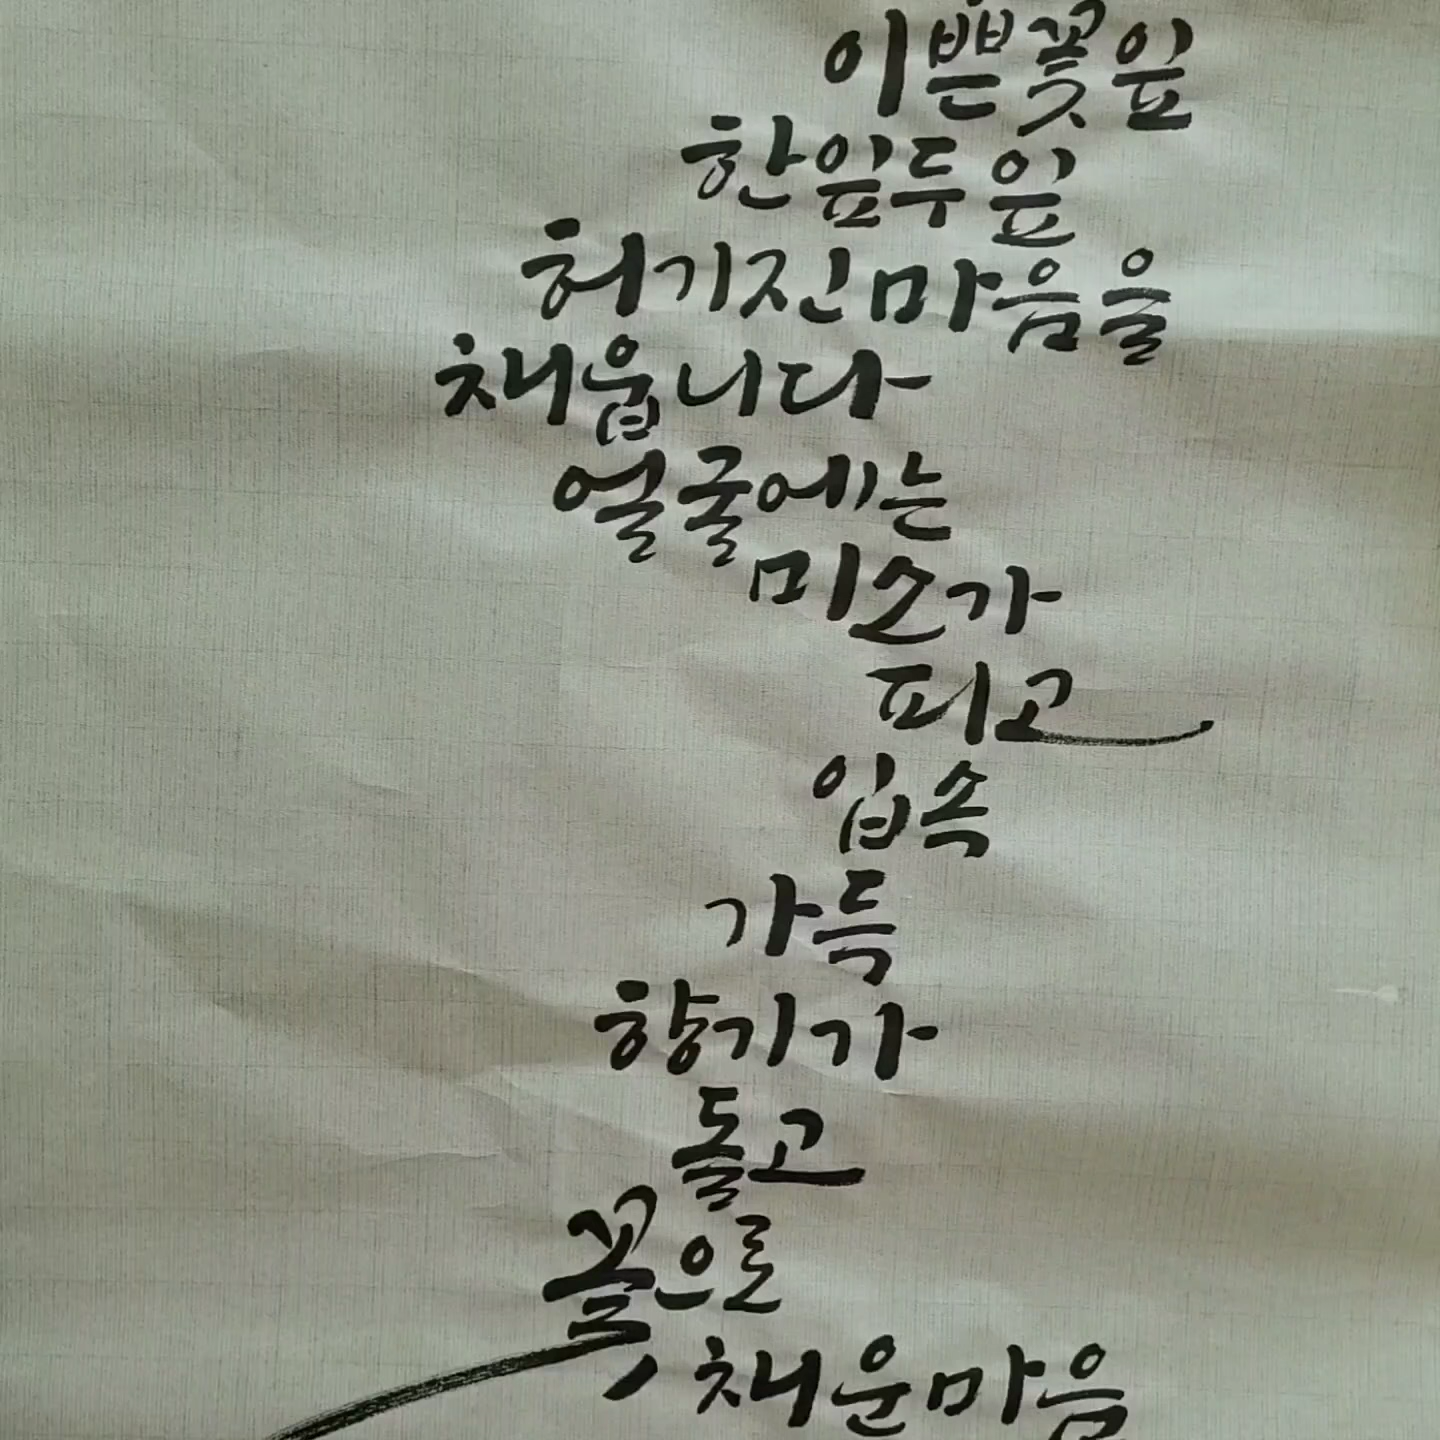 이쁜꽃잎
한잎두잎
허기진마음을
채웁니다
얼굴에는
미소가
피고
입속
가득
향기가
돌고
꽃으로
채운마음